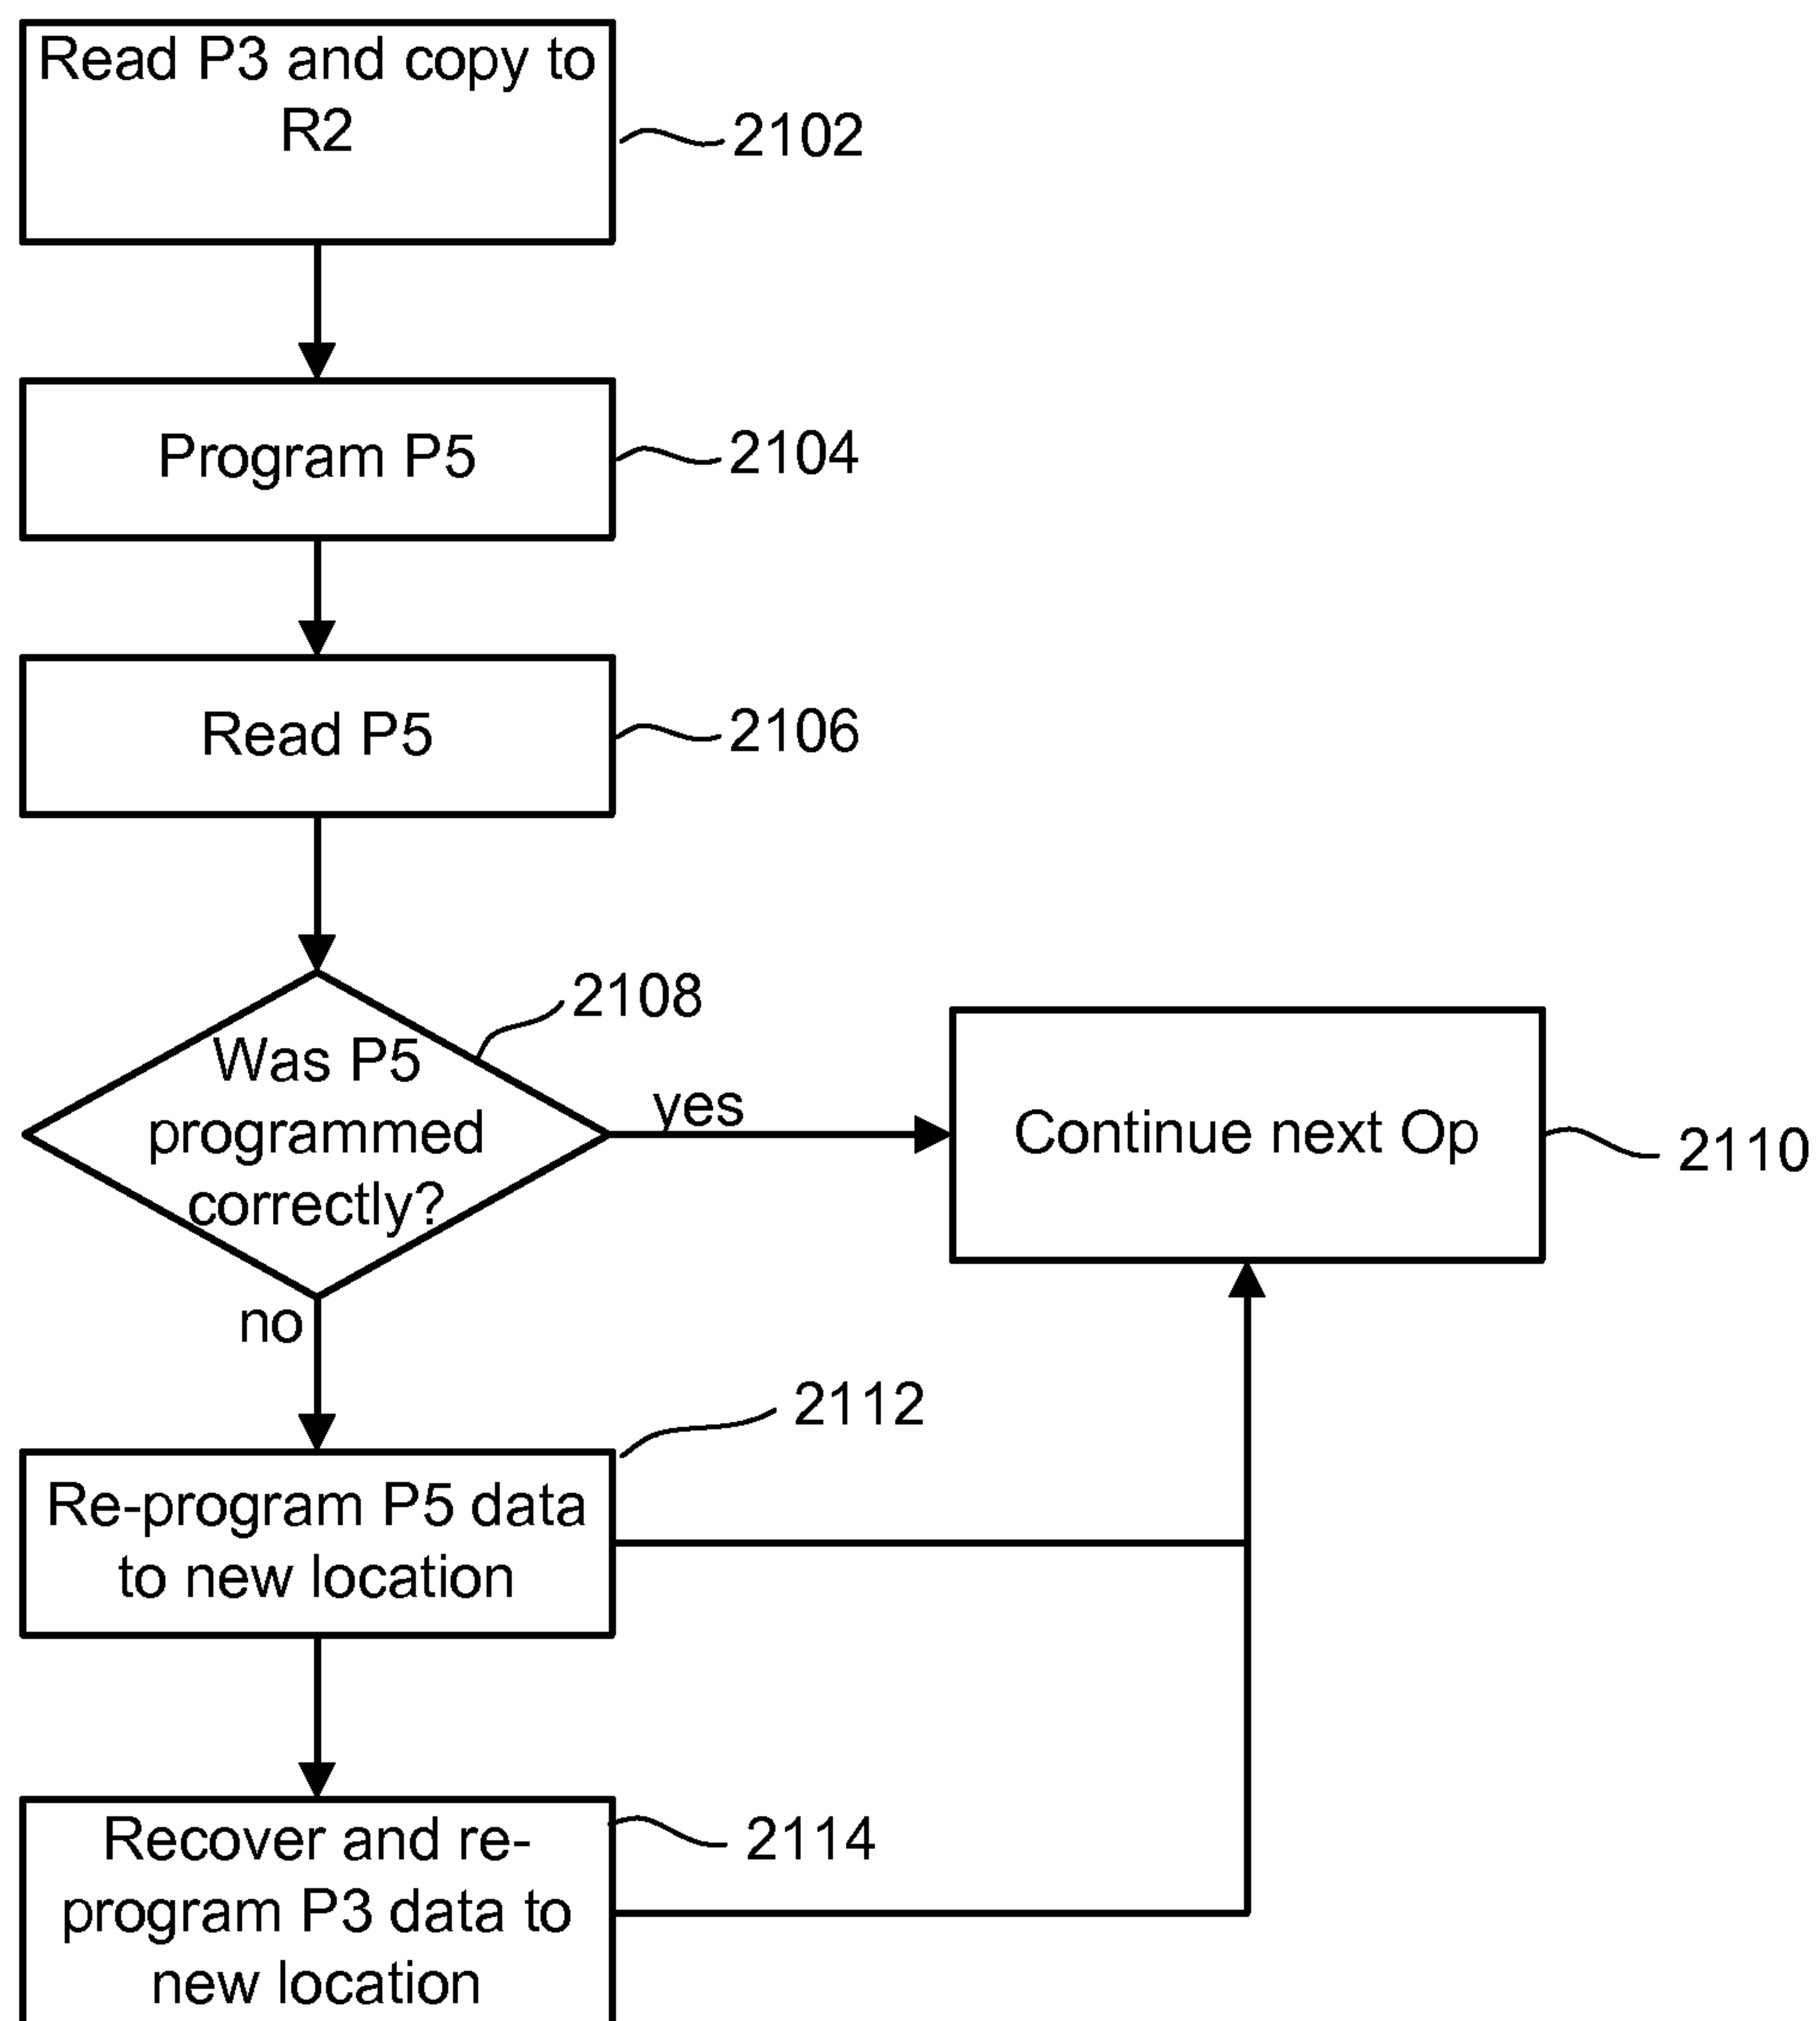 Read P3 and copy to
R2
2102
Program P5
2104
Read P5
2106
2108
Was P5
programmed
correctly?
yes
Continue next Op
2110
no
2112
Re-program P5 data
to new location
Recover and re-
program P3 data to
new location
2114